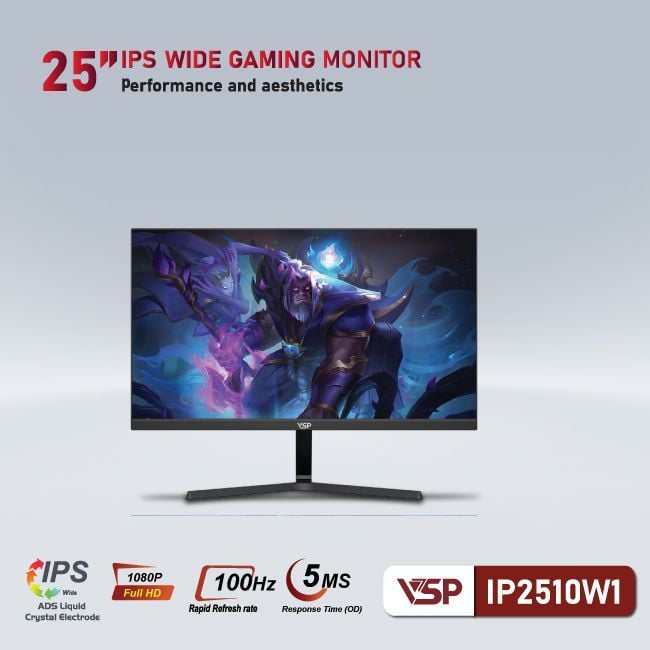 25" IPS WIDE GAMING MONITOR
Performance and aesthetics
VSP
IPS
Wide
ADS Liquid
Crystal Electrode
1080P
Full HD
100Hz
Rapid Refresh rate
5MS
Response Time (OD)
VSP
IP2510W1